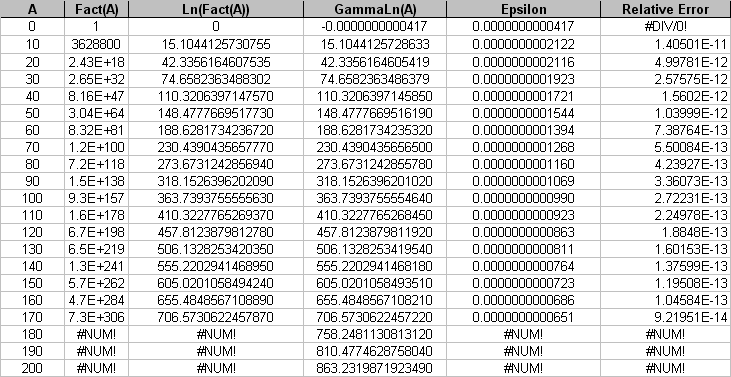 A Fact(A) Ln(Fact(A)) GammaLn(A) Epsilon Relative Error
0 1 0 -0.0000000000417 0.0000000000417 #DIV/0!
10 3628800 15.1044125730755 15.1044125728633 0.0000000002122 1.40501E-11
20 2.43E+18 42.3356164607535 42.3356164605419 0.0000000002116 4.99781E-12
30 2.65E+32 74.6582363488302 74.6582363486379 0.0000000001923 2.57575E-12
40 8.16E+47 110.3206397147570 110.3206397145850 0.0000000001721 1.5602E-12
50 3.04E+64 148.4777669517730 148.4777669516190 0.0000000001544 1.03999E-12
60 8.32E+81 188.6281734236720 188.6281734235320 0.0000000001394 7.38764E-13
70 1.2E+100 230.4390435657770 230.4390435656500 0.0000000001268 5.50084E-13
80 7.2E+118 273.6731242856940 273.6731242855780 0.0000000001160 4.23927E-13
90 1.5E+138 318.1526396202090 318.1526396201020 0.0000000001069 3.36073E-13
100 9.3E+157 363.7393755555630 363.7393755554640 0.0000000000990 2.72231E-13
110 1.6E+178 410.3227765269370 410.3227765268450 0.0000000000923 2.24978E-13
120 6.7E+198 457.8123879812780 457.8123879811920 0.0000000000863 1.8848E-13
130 6.5E+219 506.1328253420350 506.1328253419540 0.0000000000811 1.60153E-13
140 1.3E+241 555.2202941468950 555.2202941468180 0.0000000000764 1.37599E-13
150 5.7E+262 605.0201058494240 605.0201058493510 0.0000000000723 1.19508E-13
160 4.7E+284 655.4848567108890 655.4848567108210 0.0000000000686 1.04584E-13
170 7.3E+306 706.5730622457870 706.5730622457220 0.0000000000651 9.21951E-14
180 #NUM! #NUM! 758.2481130813120 #NUM! #NUM!
190 #NUM! #NUM! 810.4774628758040 #NUM! #NUM!
200 #NUM! #NUM! 863.2319871923490 #NUM! #NUM!